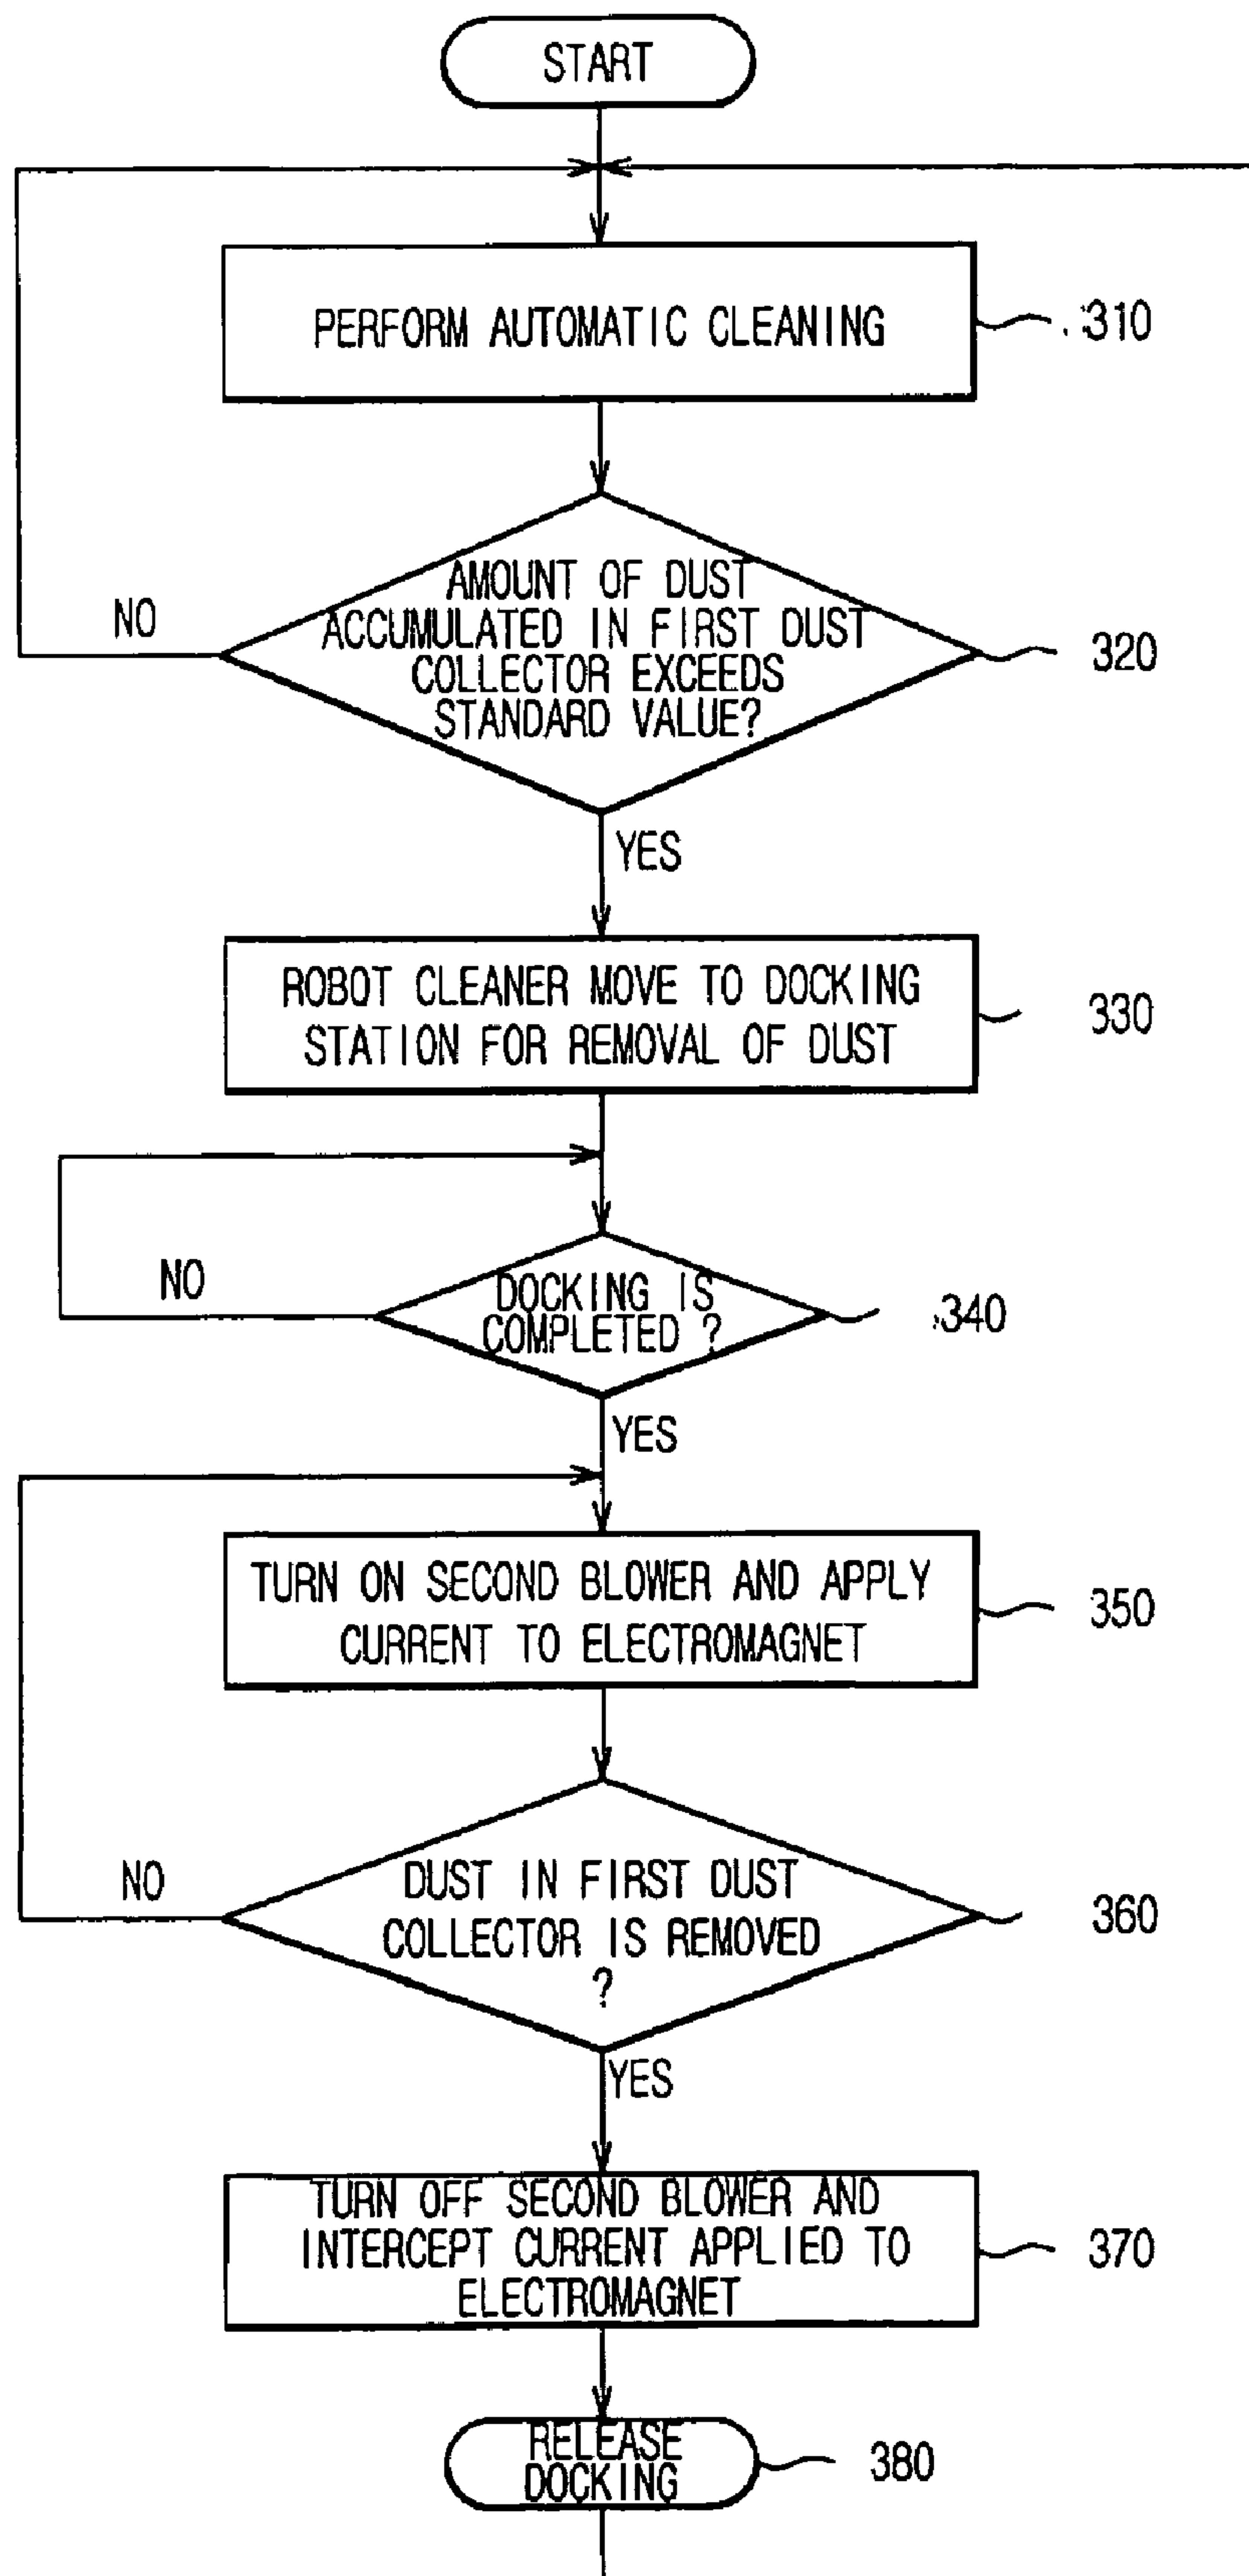 START
PERFORM AUTOMATIC CLEANING
310
AMOUNT OF DUST
ACCUMULATED IN FIRST DUST
COLLECTOR EXCEEDS
STANDARD VALUE?
320
NO
YES
ROBOT CLEANER MOVE TO DOCKING
STATION FOR REMOVAL OF DUST
330
DOCKING IS
COMPLETED ?
340
NO
YES
TURN ON SECOND BLOWER AND APPLY
CURRENT TO ELECTROMAGNET
350
DUST IN FIRST DUST
COLLECTOR IS REMOVED
?
360
NO
YES
TURN OFF SECOND BLOWER AND
INTERCEPT CURRENT APPLIED TO
ELECTROMAGNET
370
RELEASE
DOCKING
380